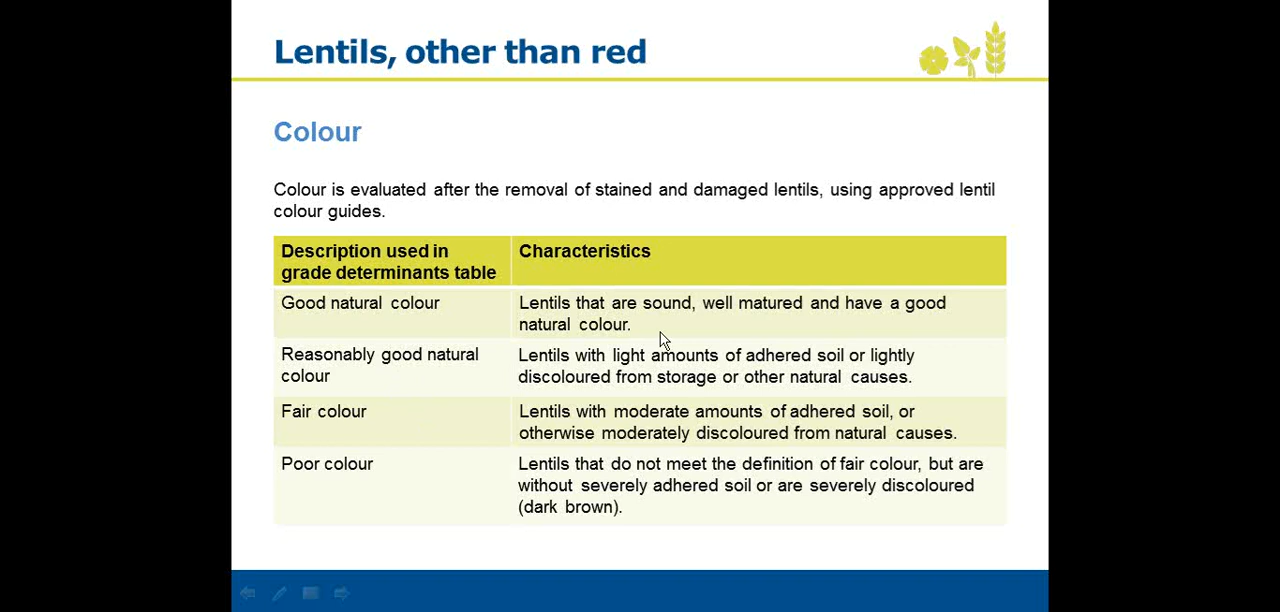 Lentils, other than red
Colour
Colour is evaluated after the removal of stained and damaged lentils, using approved lentil
colour guides.
Description used in
grade determinants table
Characteristics
Good natural colour
Lentils that are sound, well matured and have a good
natural colour.
Reasonably good natural
colour
Lentils with light amounts of adhered soil or lightly
discoloured from storage or other natural causes.
Fair colour
Lentils with moderate amounts of adhered soil, or
otherwise moderately discoloured from natural causes.
Poor colour
Lentils that do not meet the definition of fair colour, but are
without severely adhered soil or are severely discoloured
(dark brown).